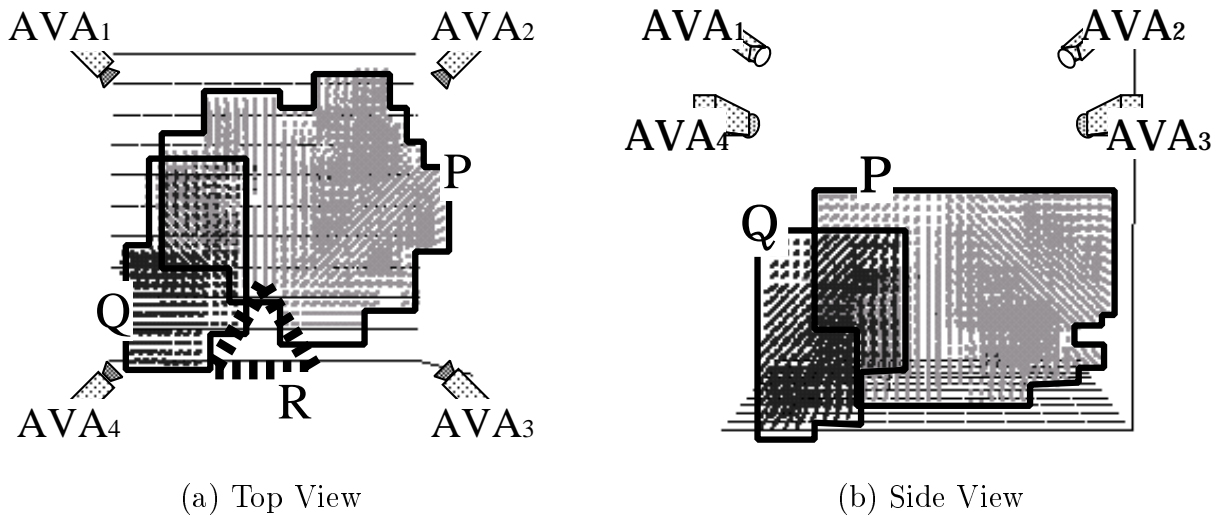 AVA1 AVA2
P
Q
R
AVA4 AVA3
(a) Top View
AVA1 AVA2
AVA4 AVA3
P
Q
(b) Side View